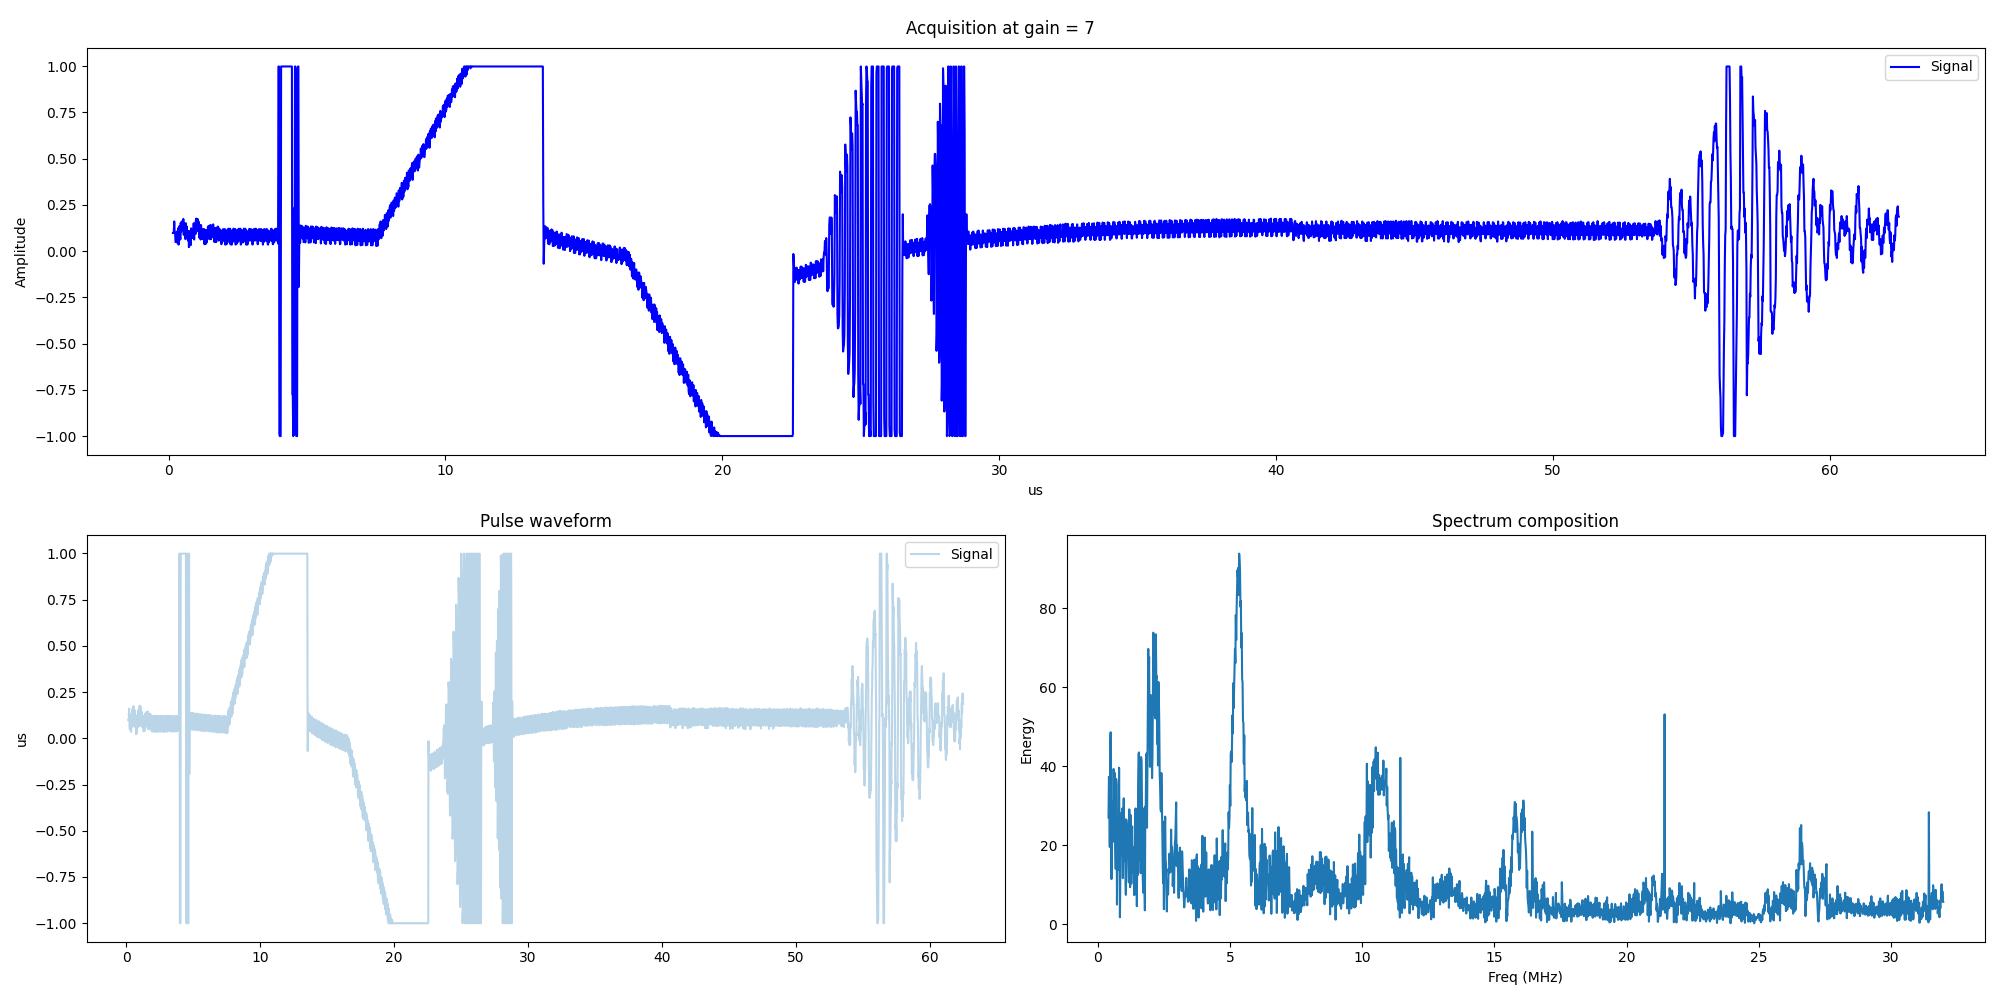 Acquisition at gain = 7
Amplitude
1.00
0.75
0.50
0.25
0.00
−0.25
−0.50
−0.75
−1.00
Signal
0 10 20 30 40 50 60
us
Pulse waveform
us
1.00
0.75
0.50
0.25
0.00
−0.25
−0.50
−0.75
−1.00
Signal
0 10 20 30 40 50 60
Spectrum composition
Energy
80
60
40
20
0
0 5 10 15 20 25 30
Freq (MHz)